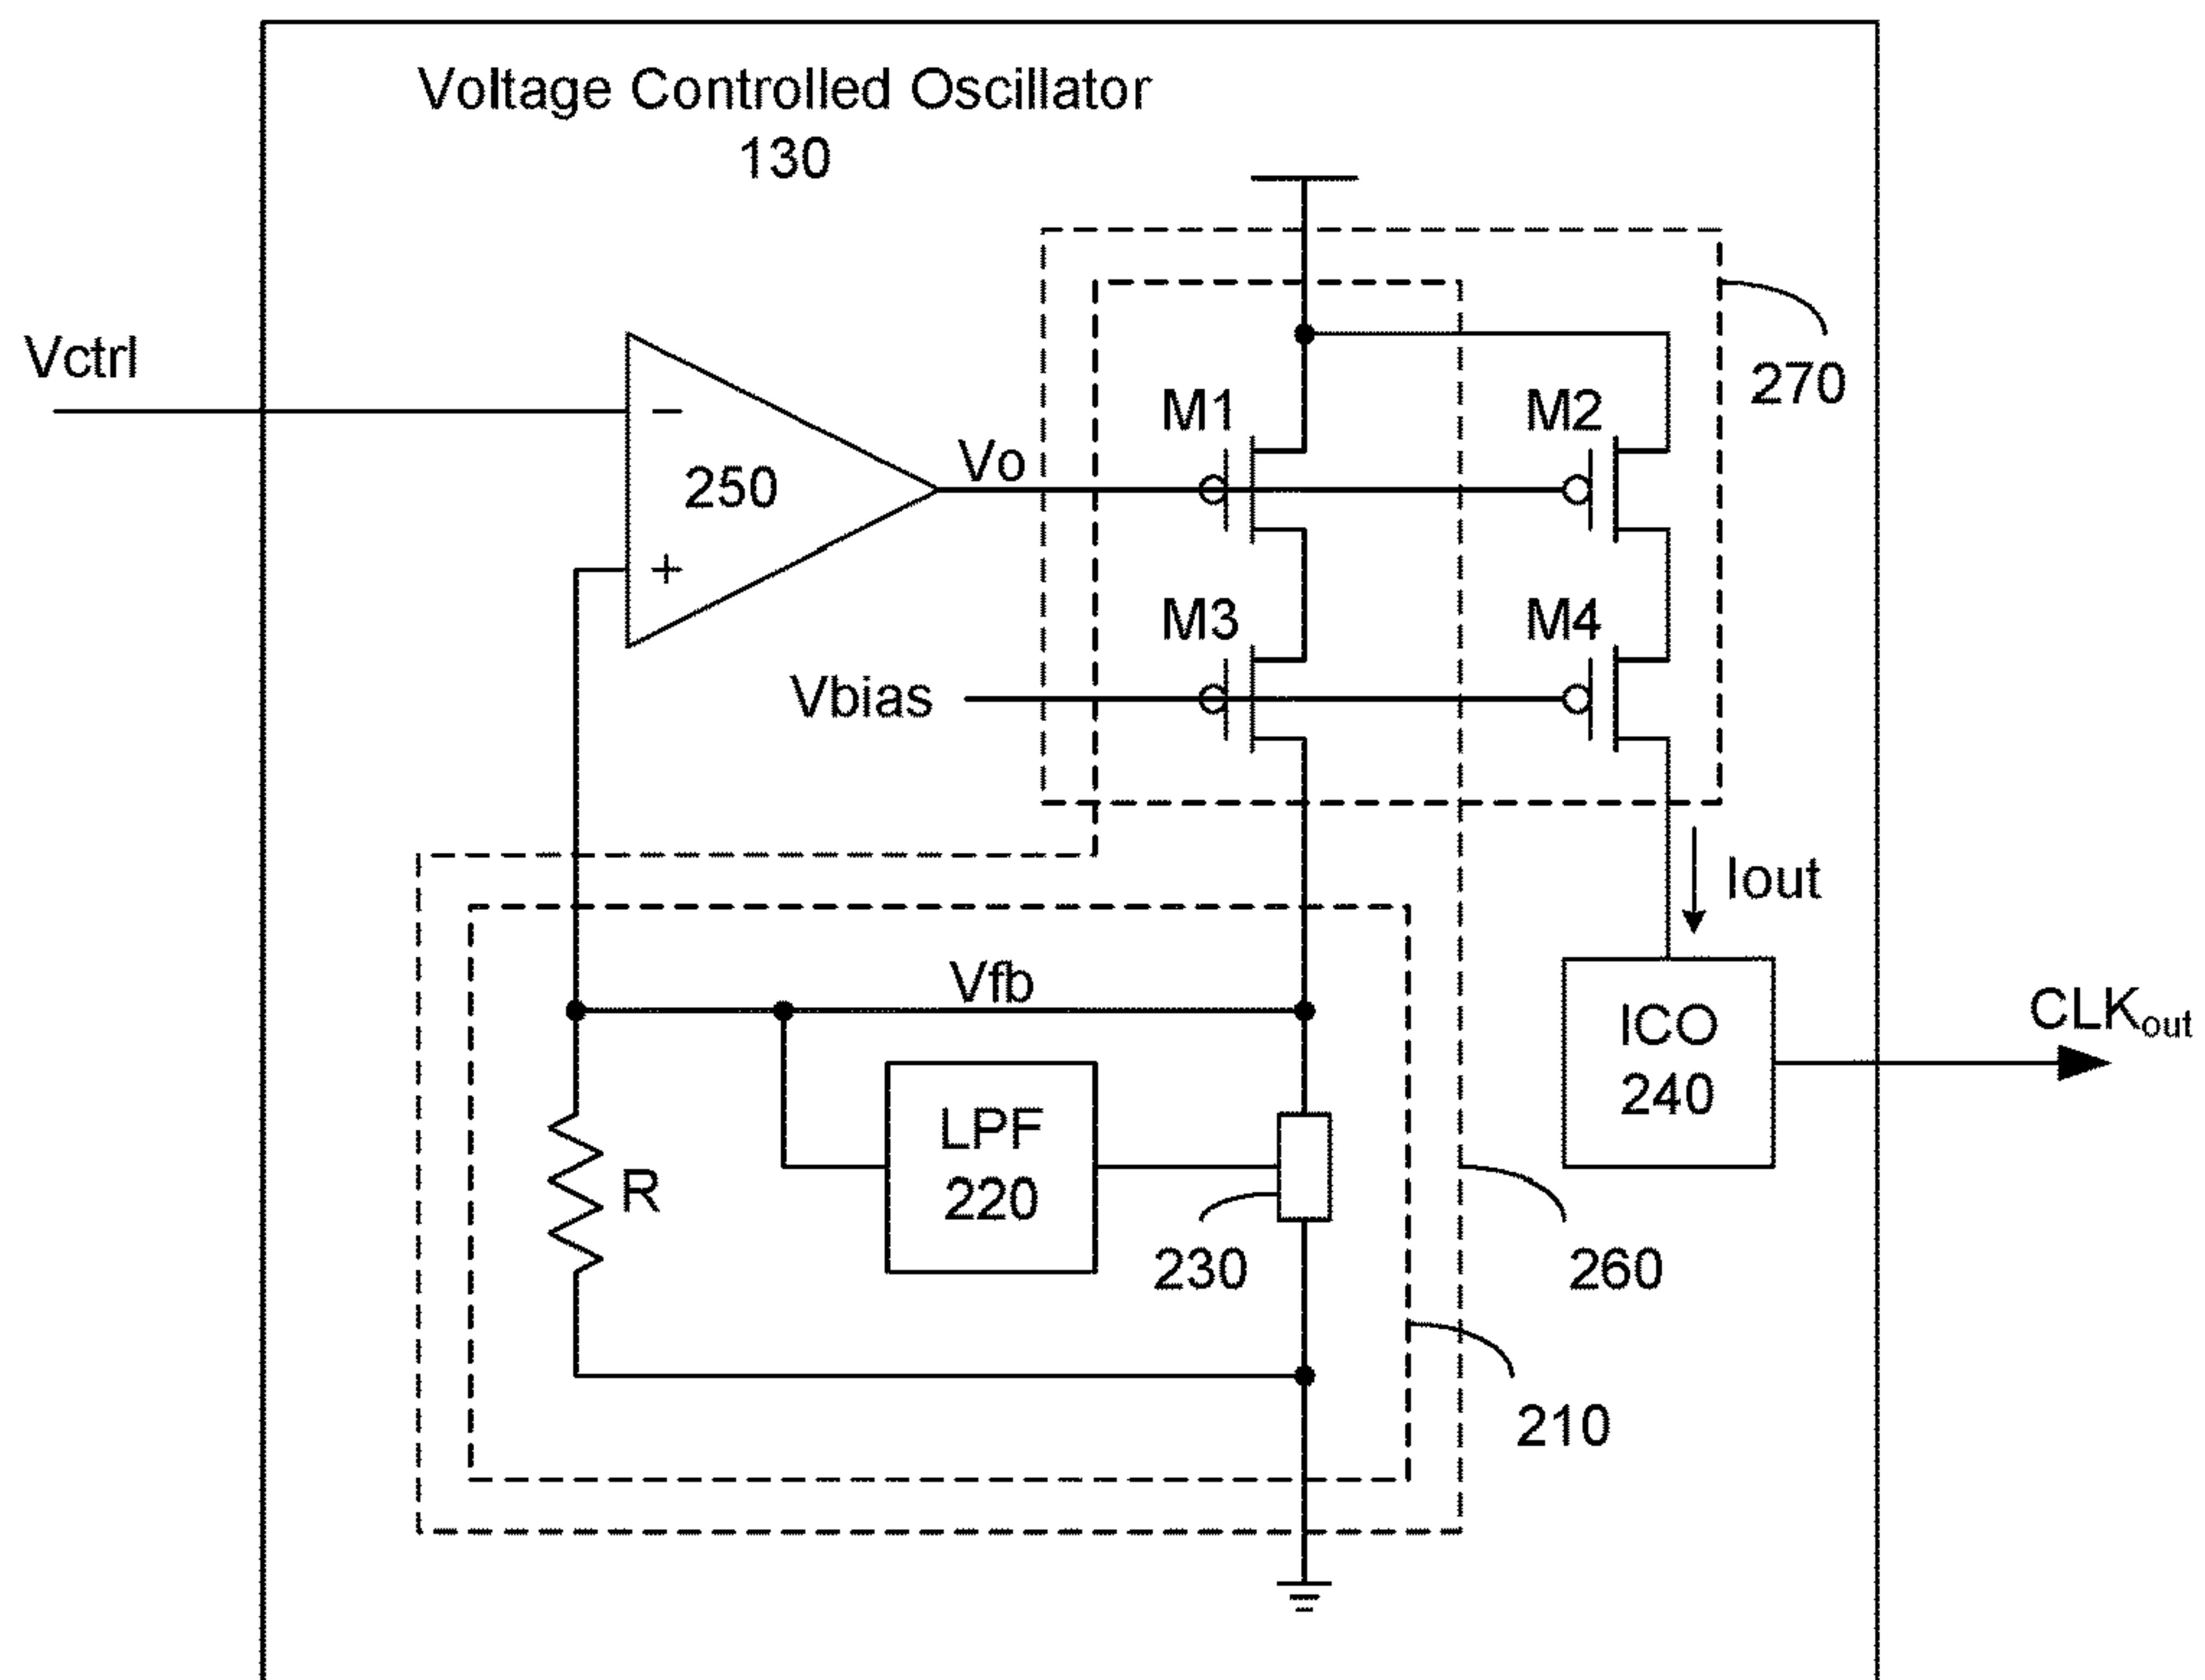 Voltage Controlled Oscillator
130
Vctrl
−
250
+
Vo
M1
M2
270
M3
M4
Vbias
Iout
Vfb
ICO
240
CLKout
LPF
220
R
230
260
210